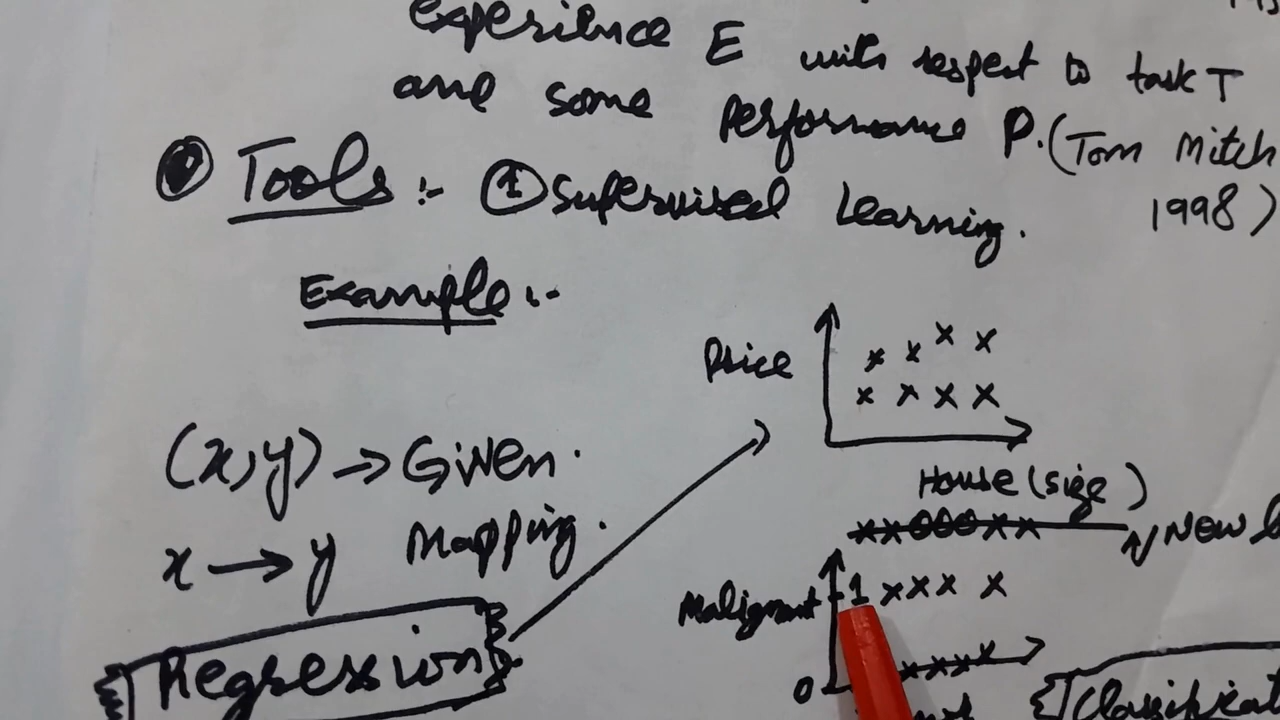 experience E with respect to task T
and some performance P. (Tom Mitch
1998)
Tools :- ① Supervised Learning.
Example :-
Price
House (size)
(x,y) → Given.
x → y Mapping.
New
Malignant 1
0
Regression
Classificat